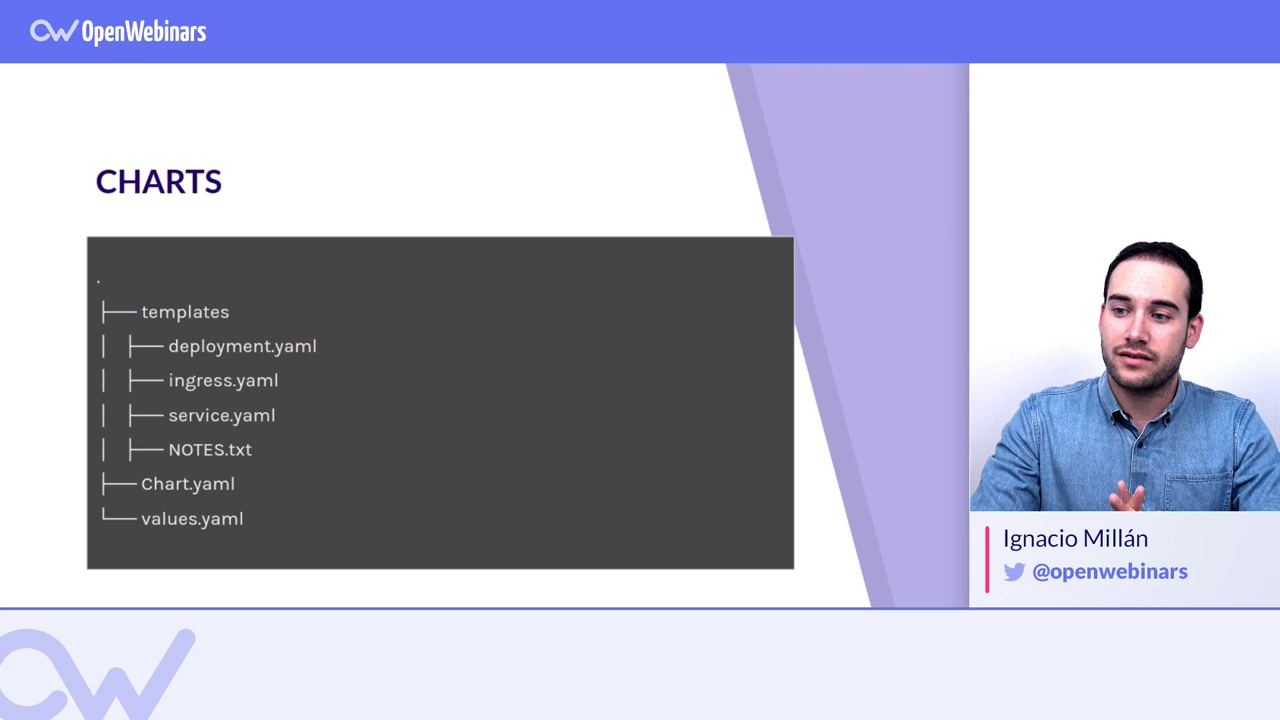 OpenWebinars
CHARTS
.
├── templates
│ ├── deployment.yaml
│ ├── ingress.yaml
│ ├── service.yaml
│ ├── NOTES.txt
├── Chart.yaml
└── values.yaml
Ignacio Millán
@openwebinars